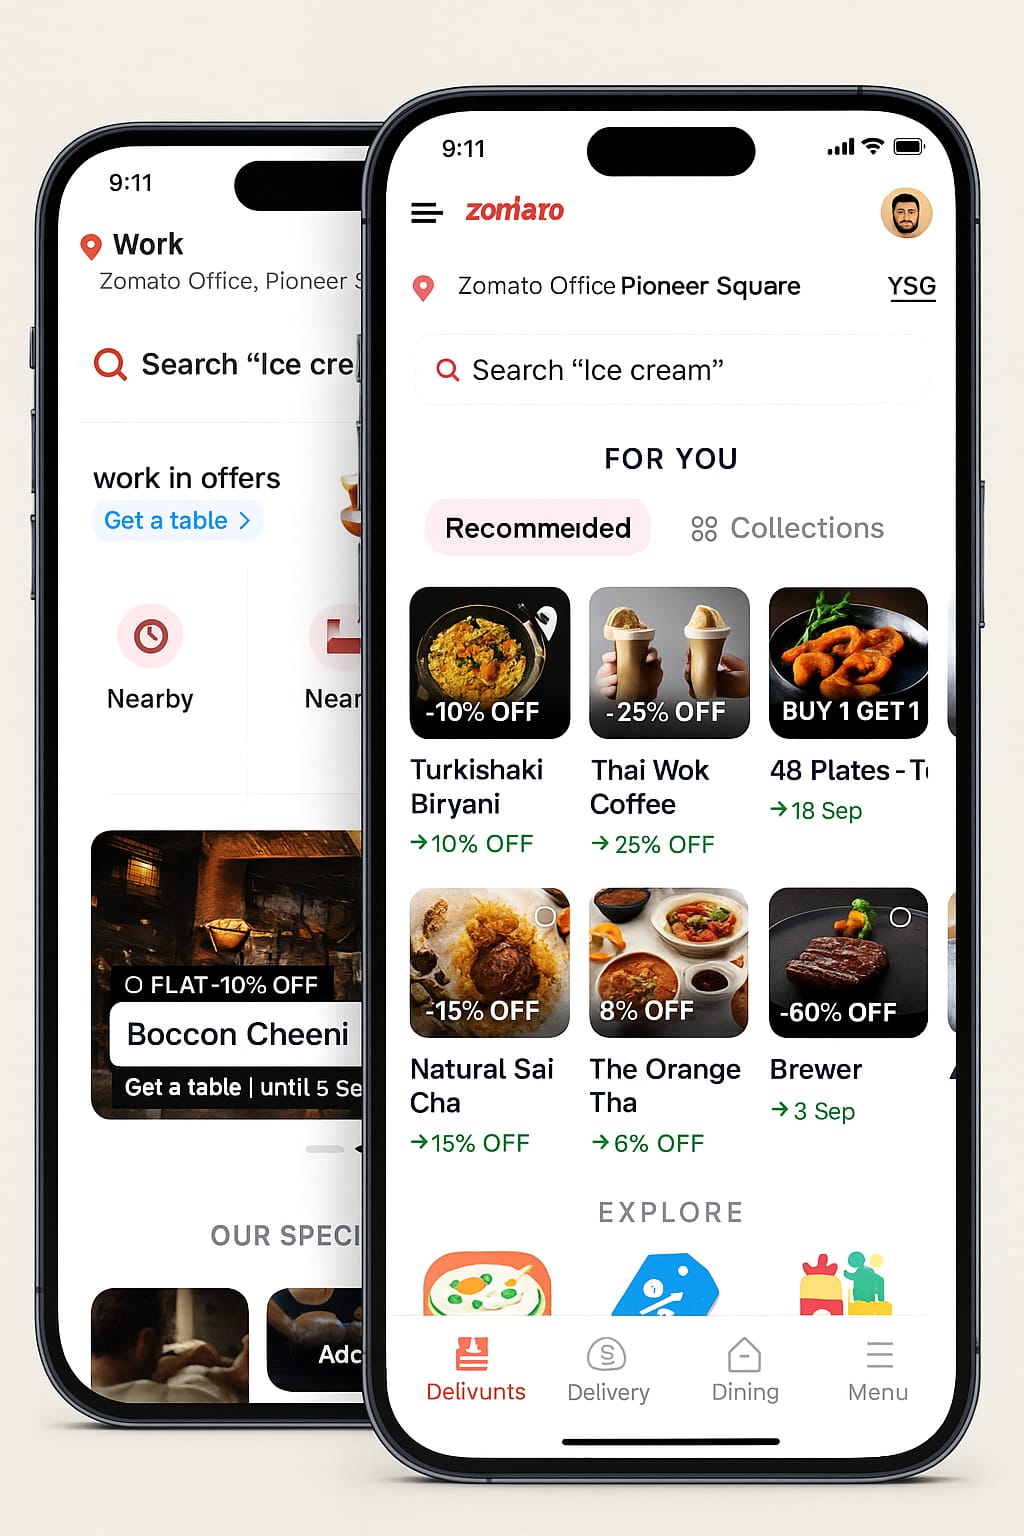 9:11
Work
Zomato Office, Pioneer S
Search “Ice cre
work in offers
Get a table >
Nearby
Near
O FLAT-10% OFF
Boccon Cheeni
Get a table | until 5 Se
OUR SPECI
Add
9:11
zomaro
Zomato Office Pioneer Square
YSG
Search “Ice cream”
FOR YOU
Recommeıded
Collections
-10% OFF
-25% OFF
BUY 1 GET 1
Turkishaki
Biryani
→10% OFF
Thai Wok
Coffee
→ 25% OFF
48 Plates - T
→18 Sep
-15% OFF
8% OFF
-60% OFF
Natural Sai
Cha
→15% OFF
The Orange
Tha
→ 6% OFF
Brewer
→ 3 Sep
EXPLORE
Delivunts
Delivery
Dining
Menu